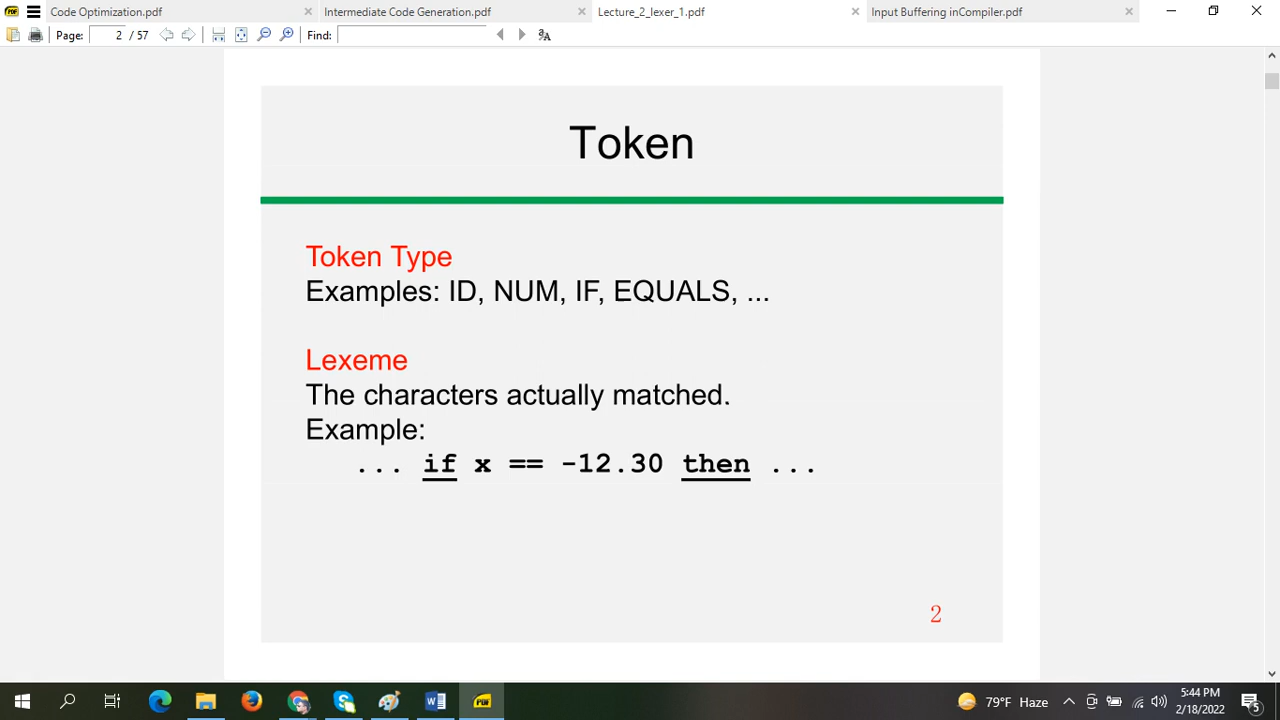 Code Optimization.pdf
Intermediate Code Generation.pdf
Lecture_2_lexer_1.pdf
Input Buffering inCompiler.pdf
Page: 2 / 57
Find:
Token
Token Type
Examples: ID, NUM, IF, EQUALS, ...
Lexeme
The characters actually matched.
Example:
... if x == -12.30 then ...
2
79°F Haze
5:44 PM
2/18/2022
5